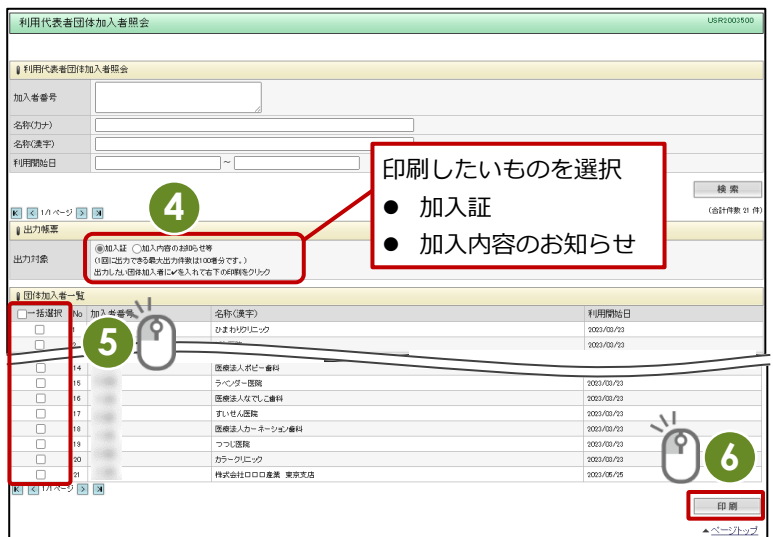 利用代表者団体加入者照会
USR2003500
利用代表者団体加入者照会
加入者番号
名称(カナ)
名称(漢字)
利用開始日 ~
印刷したいものを選択
● 加入証
● 加入内容のお知らせ
検 索
1/1 ページ
(合計件数 21 件)
4
出力帳票
出力対象
加入証 加入内容のお知らせ等
(1回に出力できる最大出力件数は100者分です。)
出力したい団体加入者に✔を入れて右下の印刷をクリック
団体加入者一覧
一括選択 No 加入者番号 名称(漢字) 利用開始日
1 ひまわりクリニック 2023/03/23
2 2023/03/23
5
14 医療法人ポピー歯科
15 ラベンダー医院 2023/03/23
16 医療法人なでしこ歯科 2023/03/23
17 すいせん医院 2023/03/23
18 医療法人カーネーション歯科 2023/03/23
19 つつじ医院 2023/03/23
20 カラークリニック 2023/03/23
21 株式会社ロロロ産業 東京支店 2023/05/25
6
1/1 ページ
印 刷
▲ページトップ